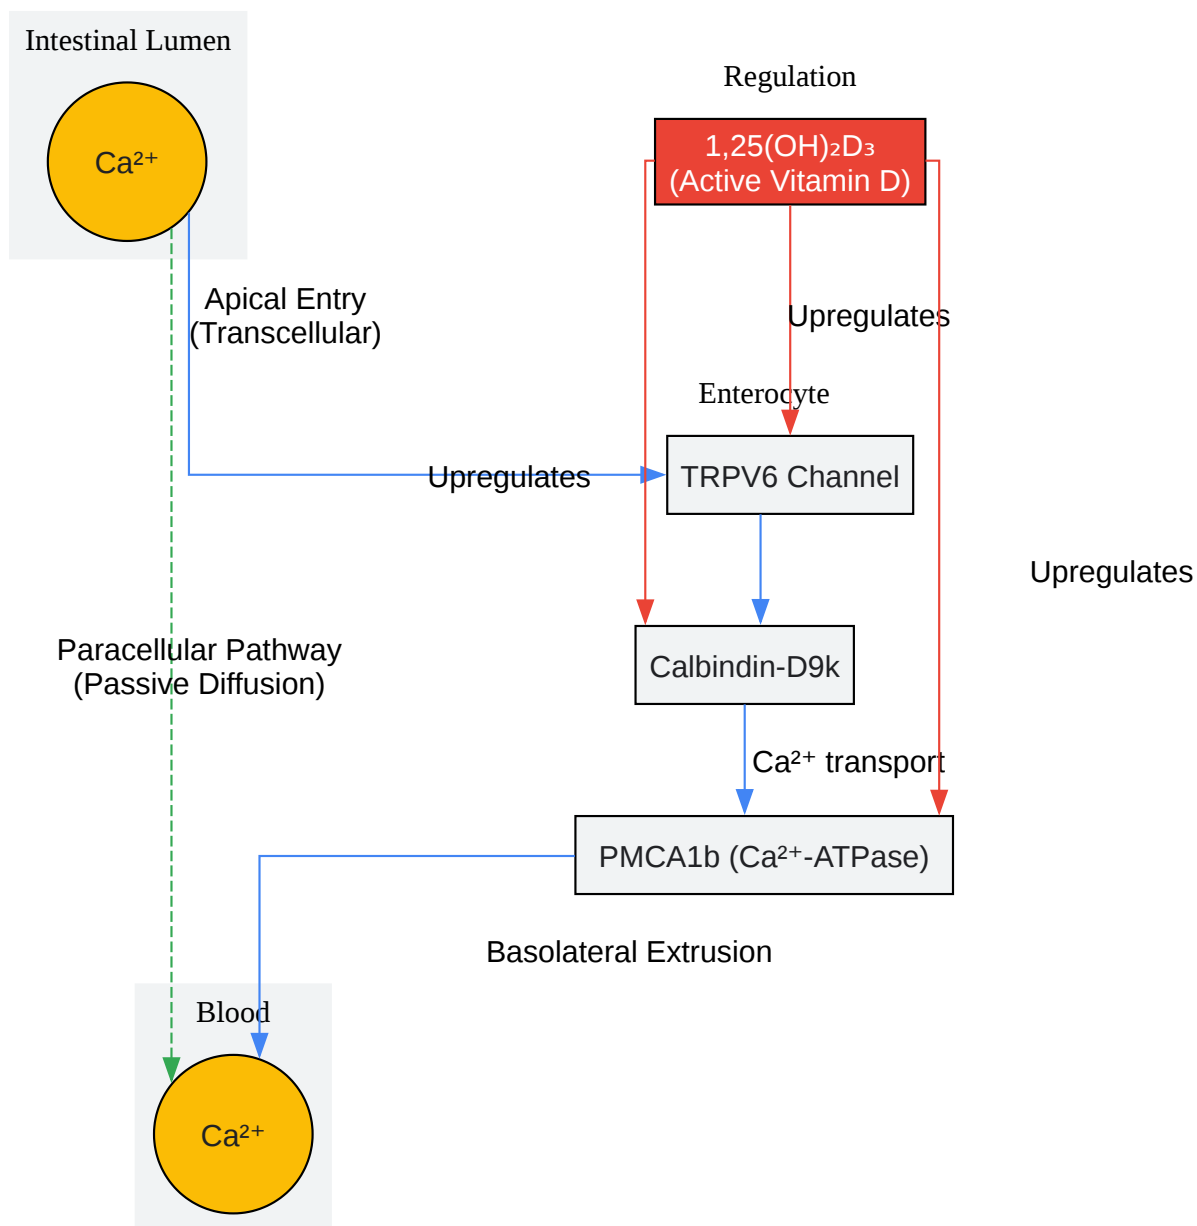 Intestinal Lumen
Ca²⁺
Regulation
1,25(OH)₂D₃
(Active Vitamin D)
Apical Entry
(Transcellular)
Upregulates
Enterocyte
Upregulates
TRPV6 Channel
Upregulates
Paracellular Pathway
(Passive Diffusion)
Calbindin-D9k
Ca²⁺ transport
PMCA1b (Ca²⁺-ATPase)
Basolateral Extrusion
Blood
Ca²⁺